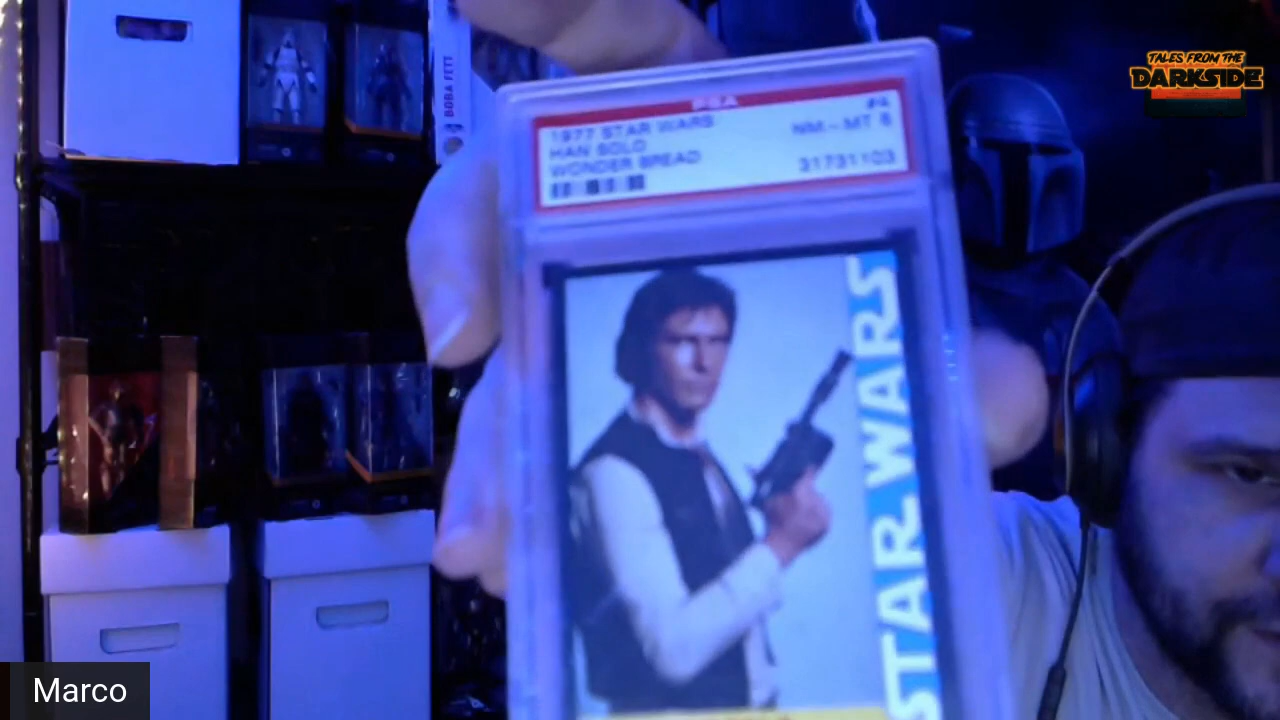 TALES FROM THE
DARKSIDE
BOBA FETT
PSA
1977 STAR WARS
#4
HAN SOLO
NM-MT 8
WONDER BREAD
31731103
STAR WARS
Marco